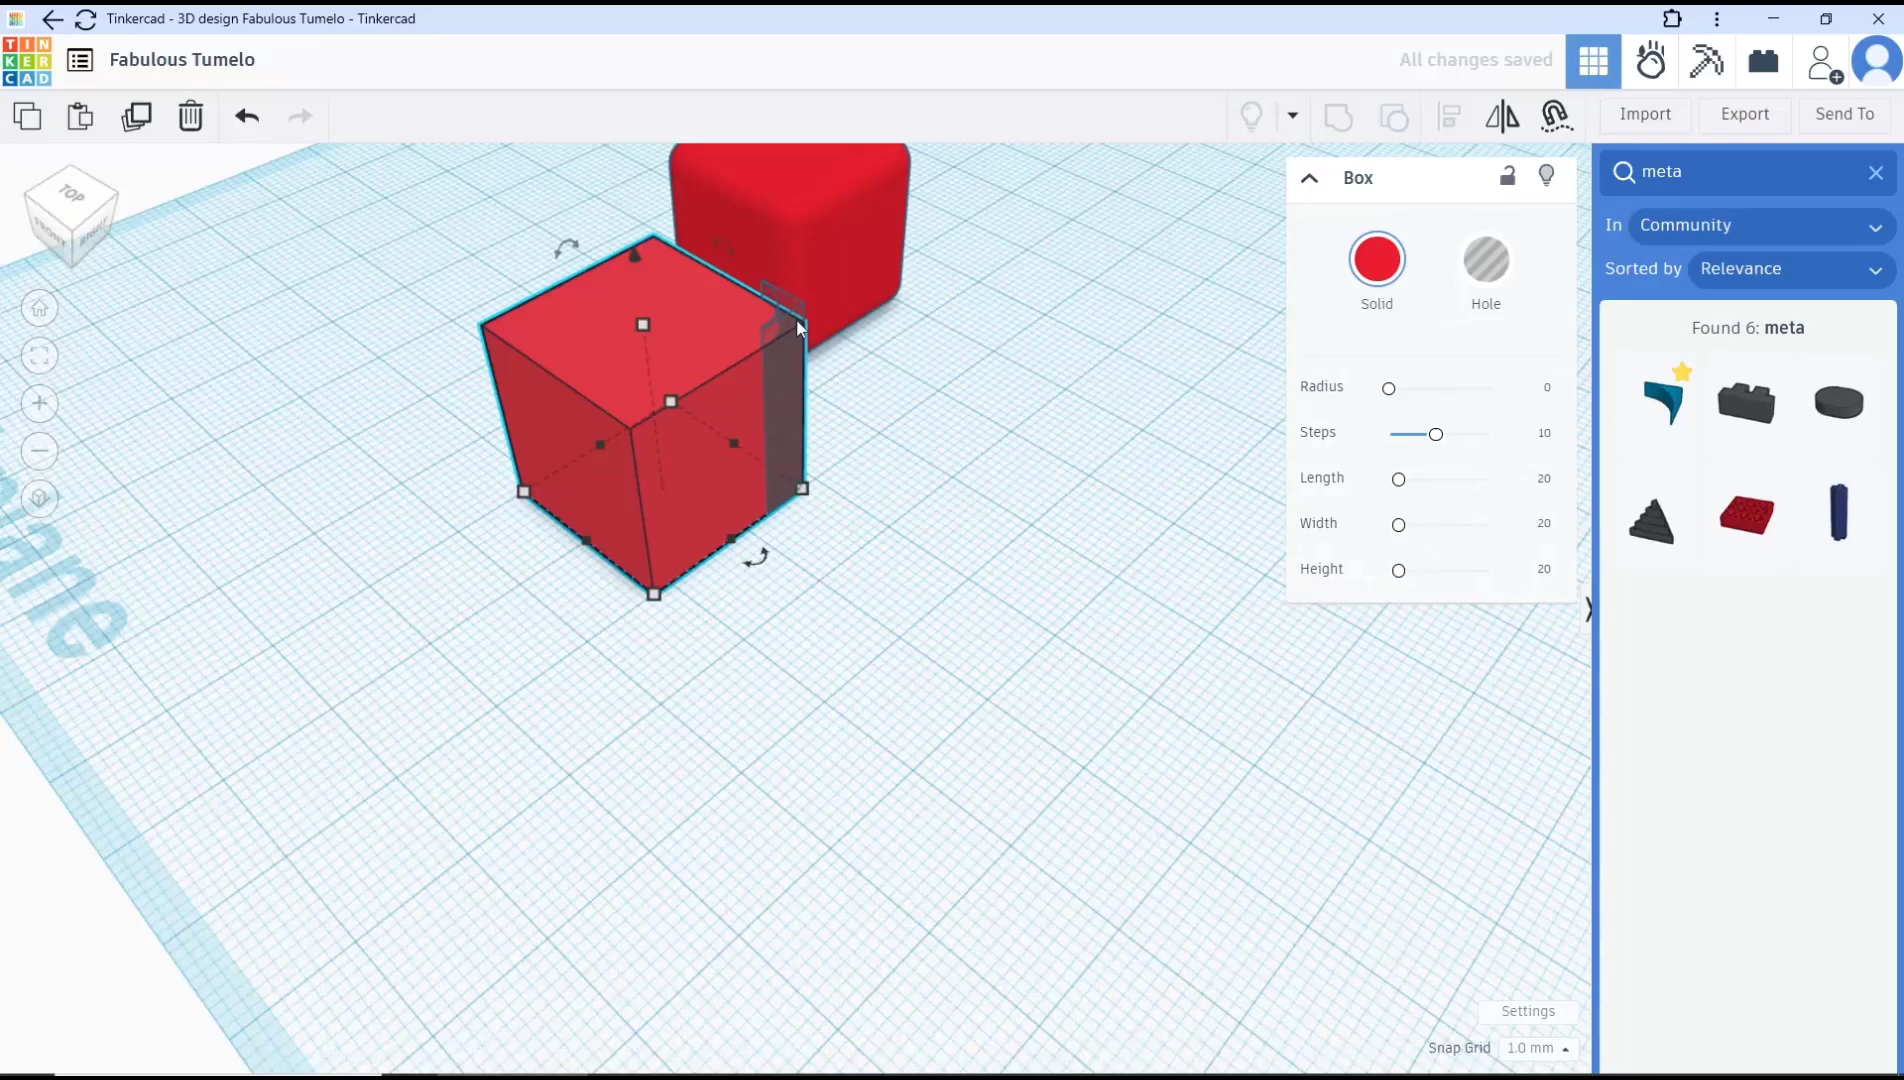 Tinkercad - 3D design Fabulous Tumelo - Tinkercad
TIN
KER
CAD
Fabulous Tumelo
All changes saved
Import
Export
Send To
TOP
FRONT
RIGHT
Box
Solid
Hole
Radius 0
Steps 10
Length 20
Width 20
Height 20
meta
In Community
Sorted by Relevance
Found 6: meta
Settings
Snap Grid 1.0 mm